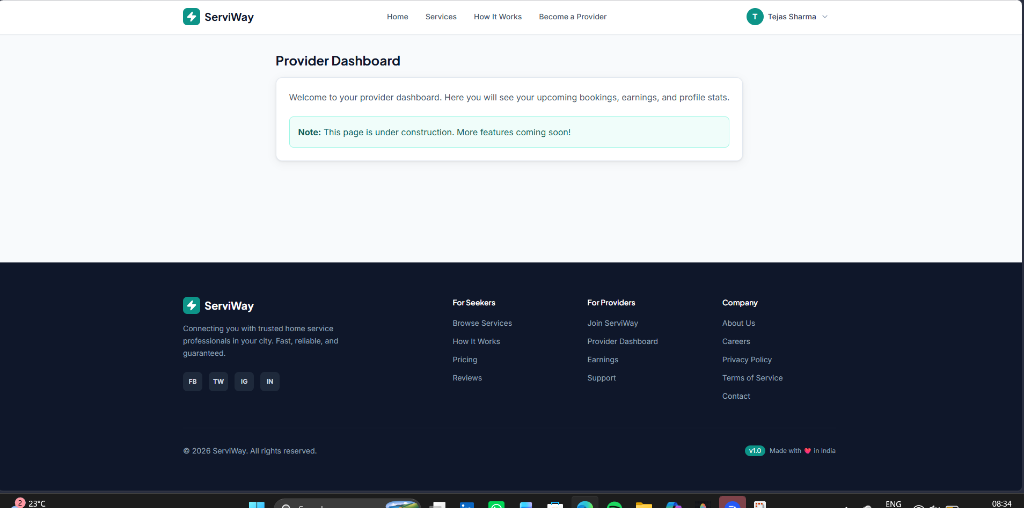 ServiWay
Home Services How It Works Become a Provider
T Tejas Sharma
Provider Dashboard
Welcome to your provider dashboard. Here you will see your upcoming bookings, earnings, and profile stats.
Note: This page is under construction. More features coming soon!
ServiWay
Connecting you with trusted home service
professionals in your city. Fast, reliable, and
guaranteed.
FB TW IG IN
For Seekers
Browse Services
How it Works
Pricing
Reviews
For Providers
Join ServiWay
Provider Dashboard
Earnings
Support
Company
About Us
Careers
Privacy Policy
Terms of Service
Contact
© 2026 ServiWay. All rights reserved.
v1.0 Made with ❤️ in India
2 23°C
ENG
08:34